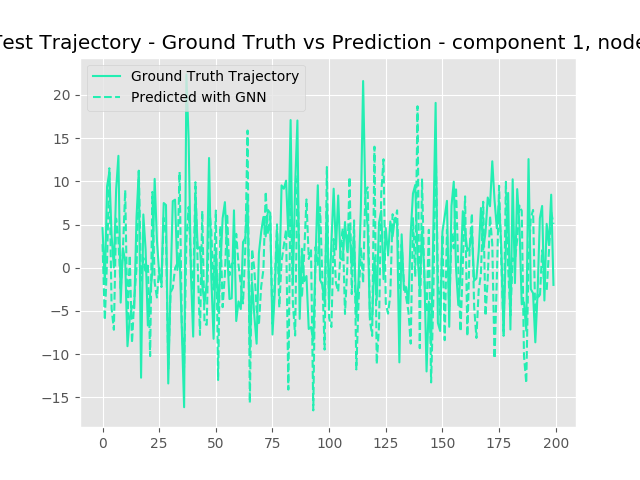 Test Trajectory - Ground Truth vs Prediction - component 1, node
Ground Truth Trajectory
Predicted with GNN
20
15
10
5
0
−5
−10
−15
0 25 50 75 100 125 150 175 200